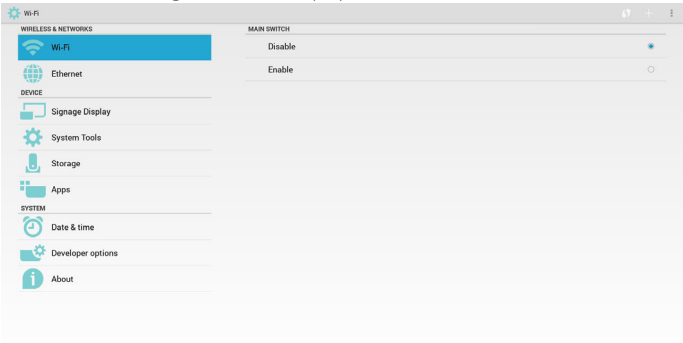 Wi-Fi
WIRELESS & NETWORKS
Wi-Fi
Ethernet
DEVICE
Signage Display
System Tools
Storage
Apps
SYSTEM
Date & time
Developer options
About
MAIN SWITCH
Disable
Enable